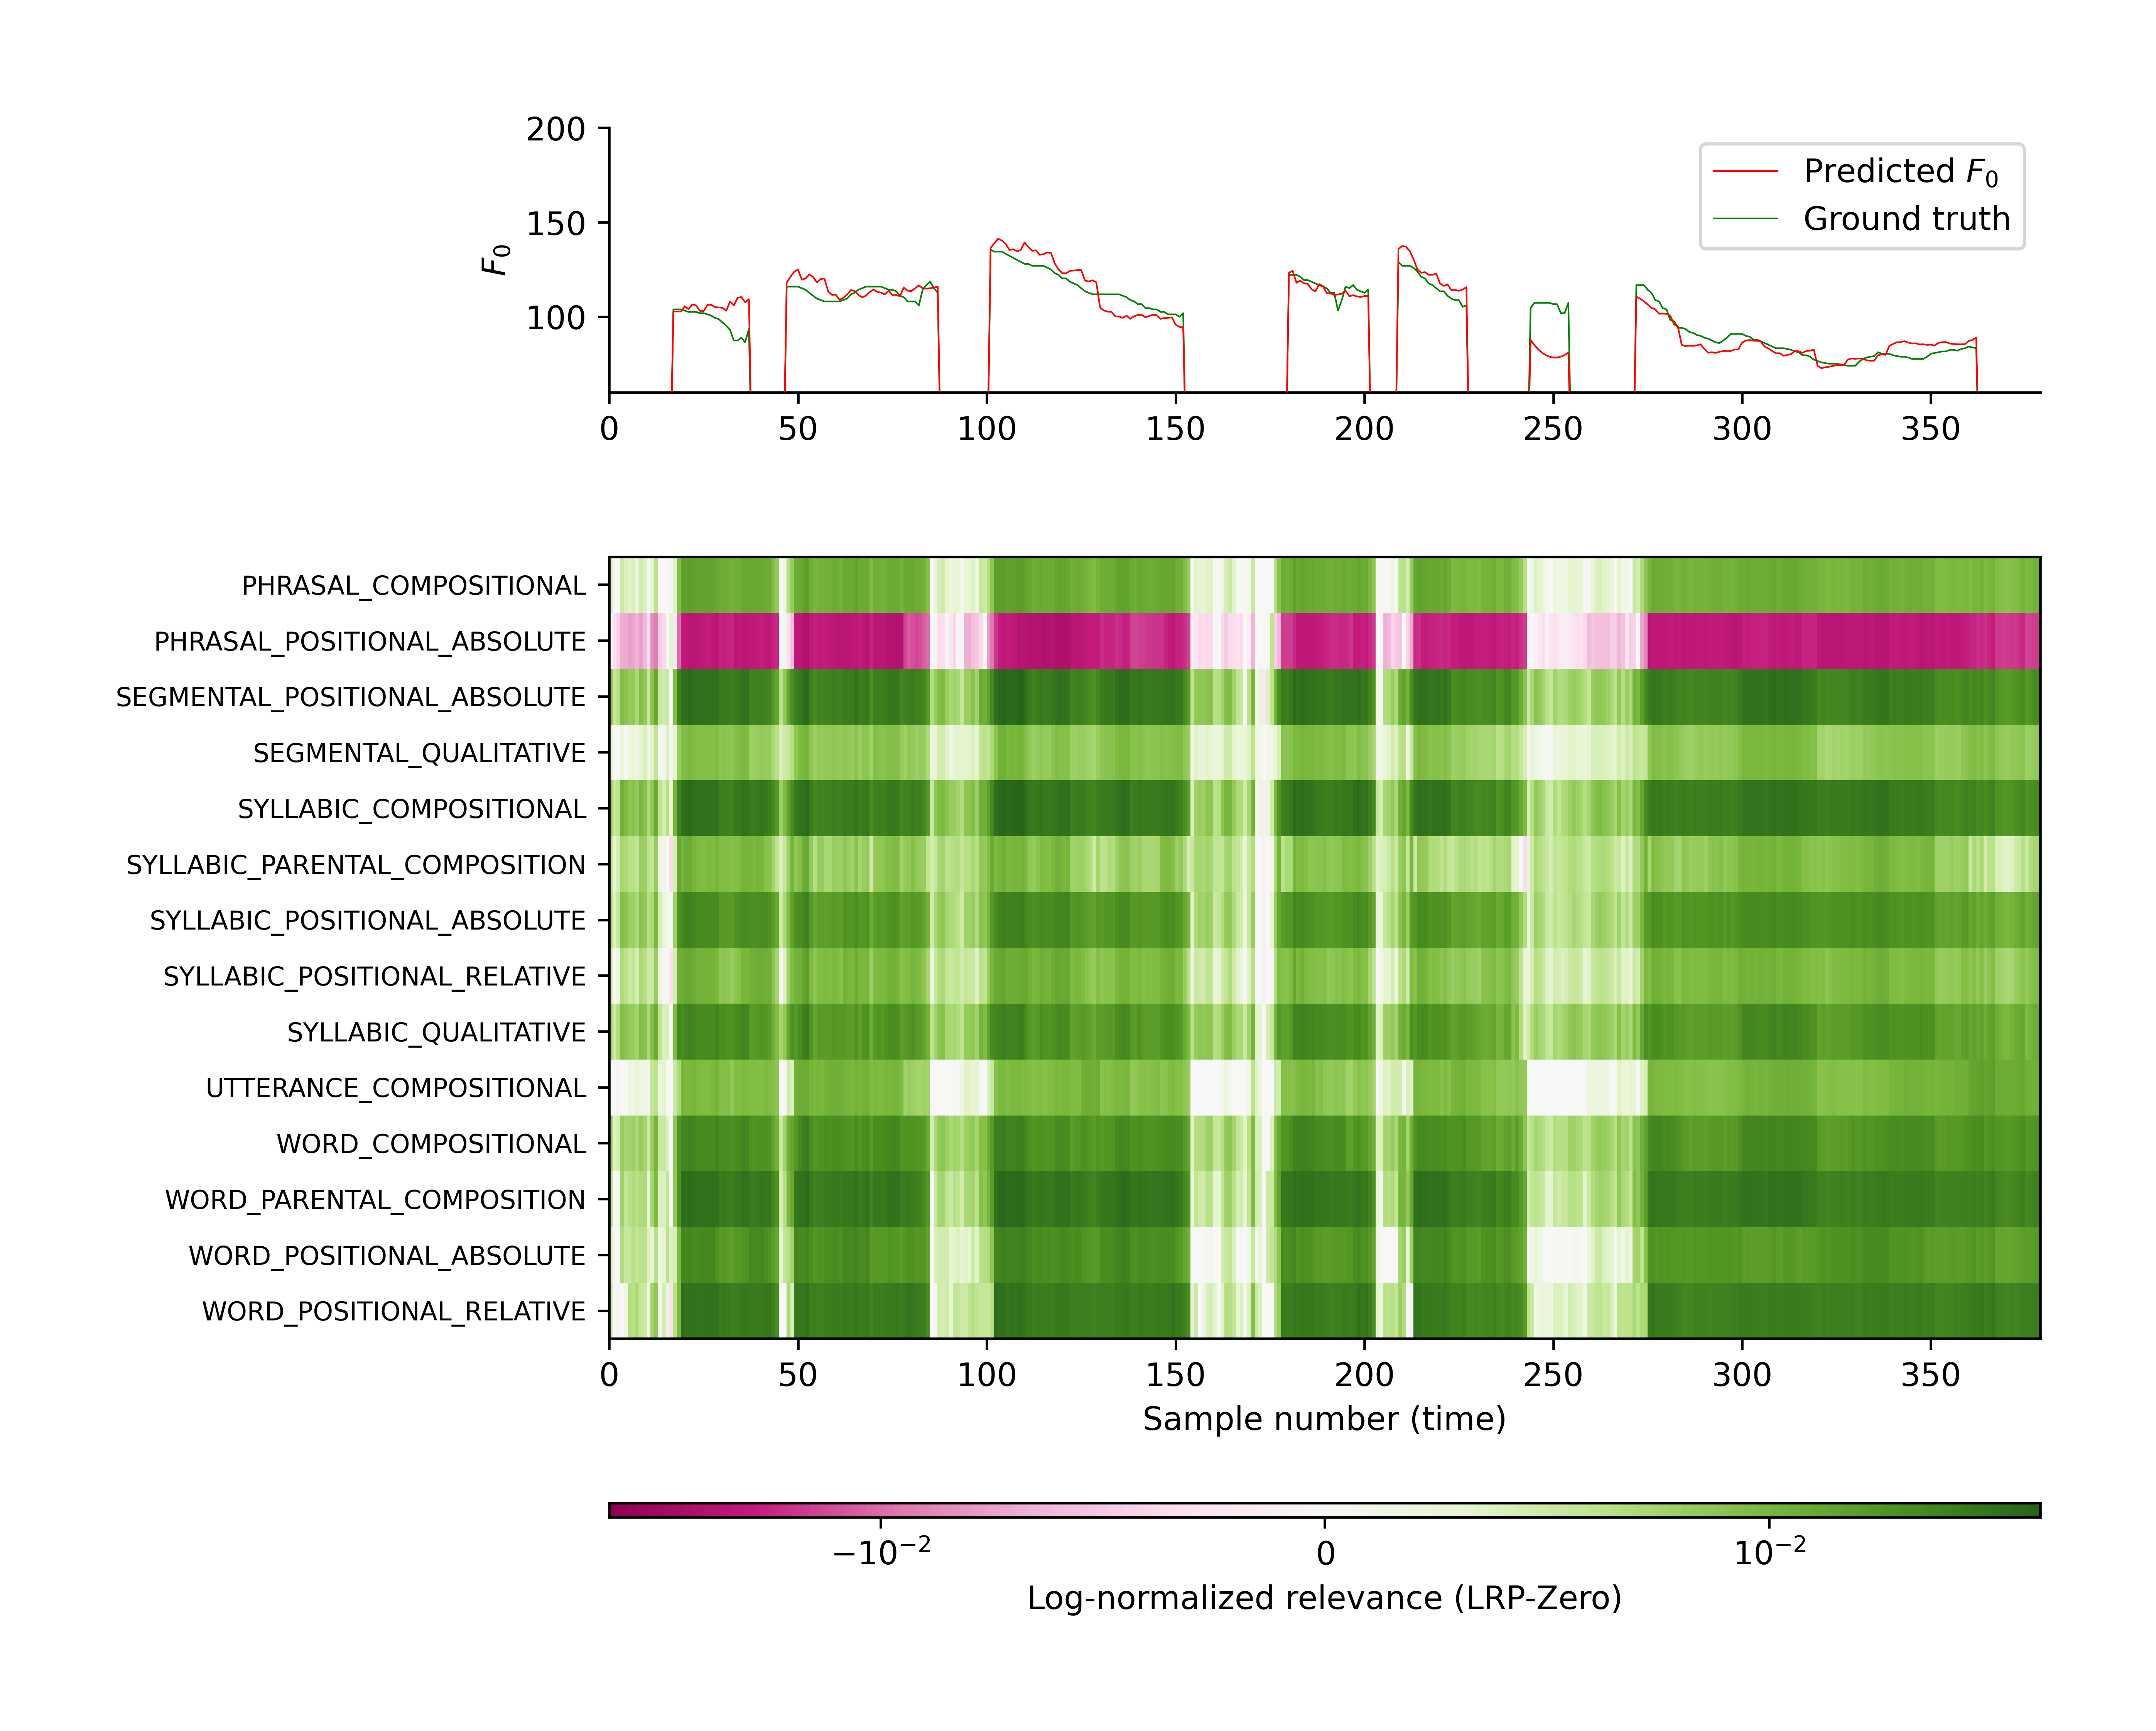 200
150
100
F0
Predicted F0
Ground truth
0 50 100 150 200 250 300 350
PHRASAL_COMPOSITIONAL
PHRASAL_POSITIONAL_ABSOLUTE
SEGMENTAL_POSITIONAL_ABSOLUTE
SEGMENTAL_QUALITATIVE
SYLLABIC_COMPOSITIONAL
SYLLABIC_PARENTAL_COMPOSITION
SYLLABIC_POSITIONAL_ABSOLUTE
SYLLABIC_POSITIONAL_RELATIVE
SYLLABIC_QUALITATIVE
UTTERANCE_COMPOSITIONAL
WORD_COMPOSITIONAL
WORD_PARENTAL_COMPOSITION
WORD_POSITIONAL_ABSOLUTE
WORD_POSITIONAL_RELATIVE
0 50 100 150 200 250 300 350
Sample number (time)
−10⁻² 0 10⁻²
Log-normalized relevance (LRP-Zero)